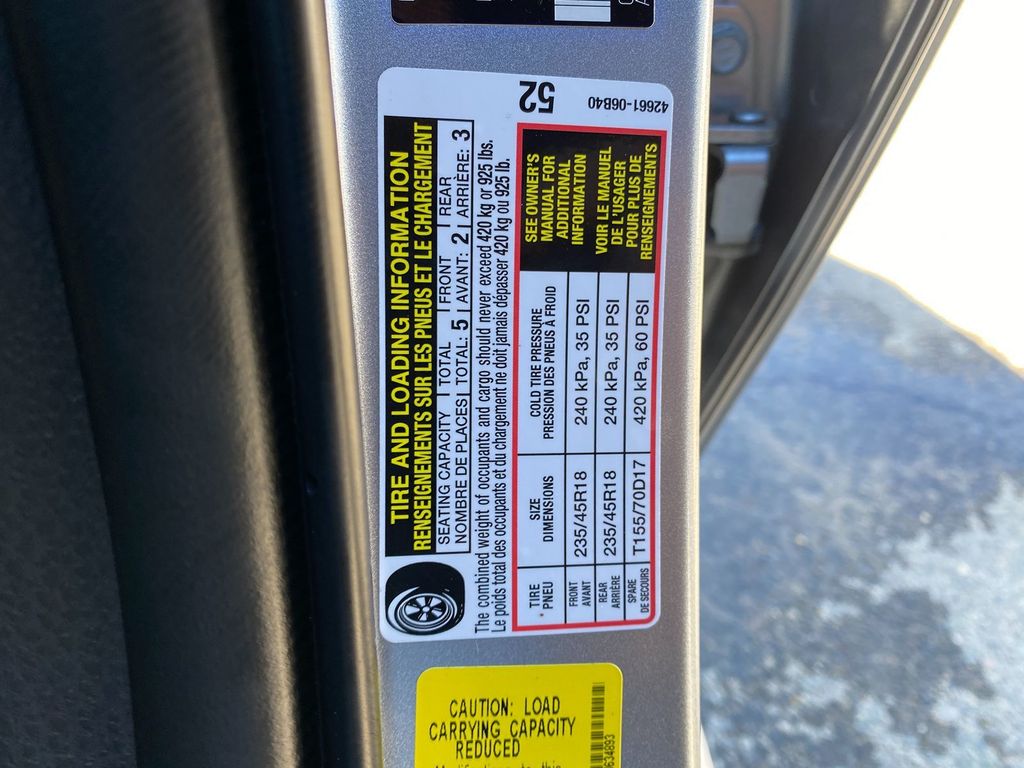 TIRE AND LOADING INFORMATION
RENSEIGNEMENTS SUR LES PNEUS ET LE CHARGEMENT
SEATING CAPACITY TOTAL FRONT REAR
NOMBRE DE PLACES TOTAL: 5 AVANT: 2 ARRIÈRE: 3
The combined weight of occupants and cargo should never exceed 420 kg or 925 lbs.
Le poids total des occupants et du chargement ne doit jamais dépasser 420 kg ou 925 lb.
TIRE SIZE COLD TIRE PRESSURE
PNEU DIMENSIONS PRESSION DES PNEUS À FROID
FRONT
AVANT 235/45R18 240 kPa, 35 PSI
REAR
ARRIÈRE 235/45R18 240 kPa, 35 PSI
SPARE
DE SECOURS T155/70D17 420 kPa, 60 PSI
SEE OWNER'S
MANUAL FOR
ADDITIONAL
INFORMATION
VOIR LE MANUEL
DE L'USAGER
POUR PLUS DE
RENSEIGNEMENTS
52
42661-06B40
CAUTION: LOAD
CARRYING CAPACITY
REDUCED
Modifications to this
634893